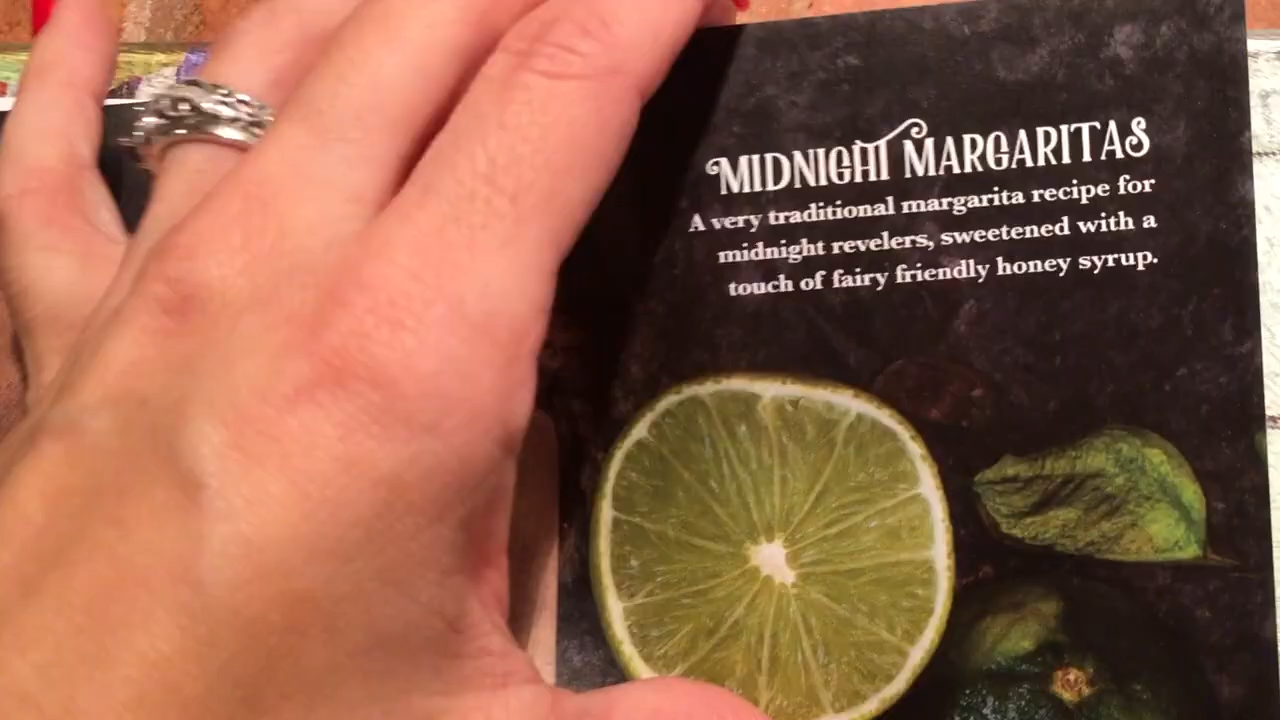 MIDNIGHT MARGARITAS
A very traditional margarita recipe for
midnight revelers, sweetened with a
touch of fairy friendly honey syrup.